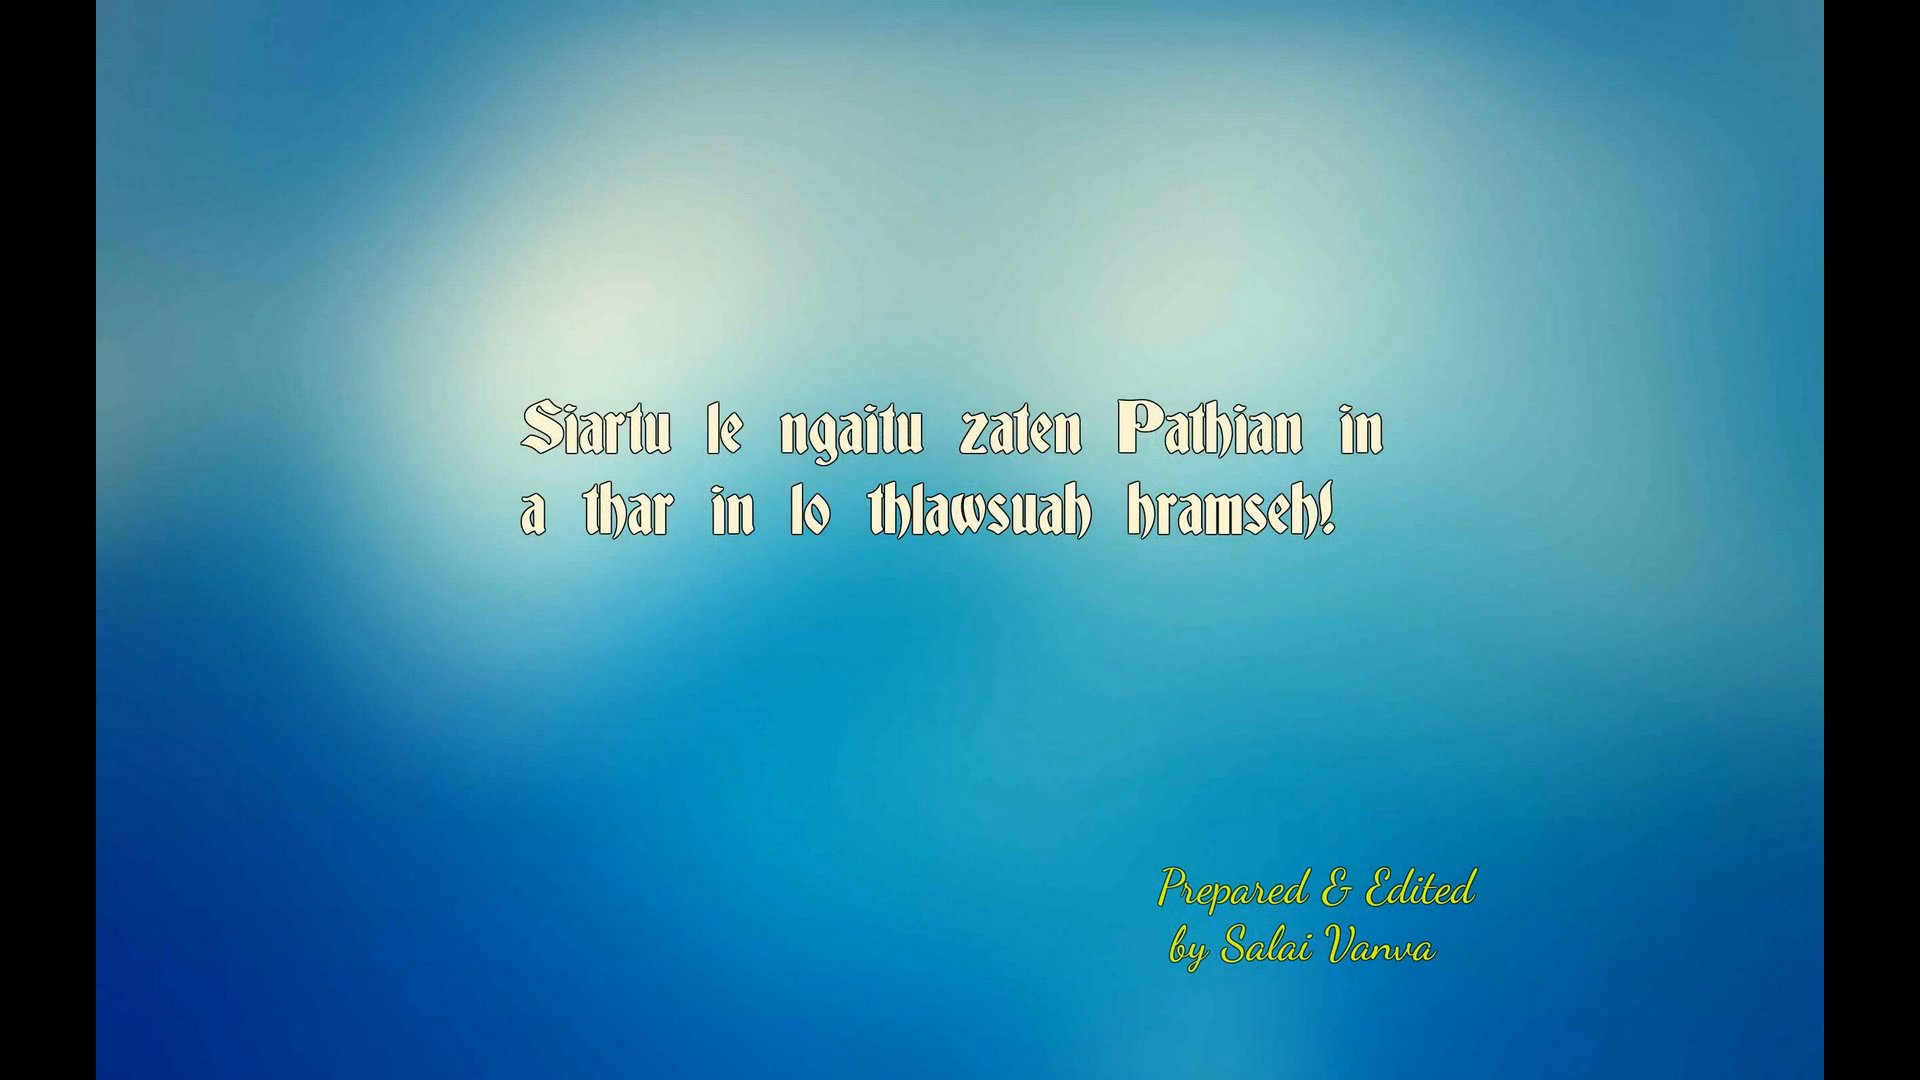 Siartu le ngaitu zaten Pathian in
a thar in lo thlawsuah hramseh!
Prepared & Edited
by Salai Vanva